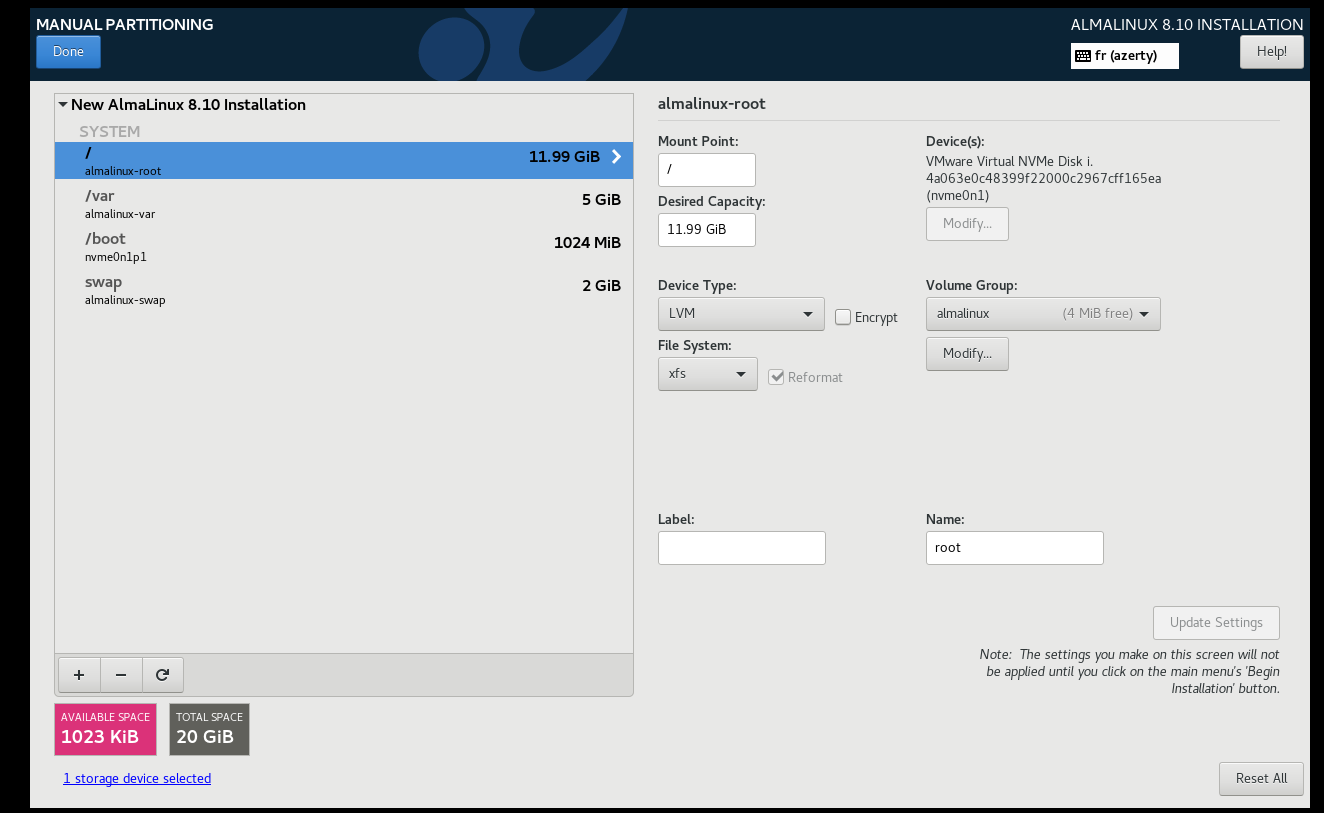 MANUAL PARTITIONING
Done
ALMALINUX 8.10 INSTALLATION
fr (azerty)
Help!
New AlmaLinux 8.10 Installation
SYSTEM
/
11.99 GiB
almalinux-root
/var
5 GiB
almalinux-var
/boot
1024 MiB
nvme0n1p1
swap
2 GiB
almalinux-swap
+ −
AVAILABLE SPACE
1023 KiB
TOTAL SPACE
20 GiB
1 storage device selected
almalinux-root
Mount Point:
/
Desired Capacity:
11.99 GiB
Device(s):
VMware Virtual NVMe Disk i.
4a063e0c48399f22000c2967cff165ea
(nvme0n1)
Modify...
Device Type:
LVM
Encrypt
Volume Group:
almalinux (4 MiB free)
Modify...
File System:
xfs
Reformat
Label:
Name:
root
Update Settings
Note: The settings you make on this screen will not
be applied until you click on the main menu's 'Begin
Installation' button.
Reset All